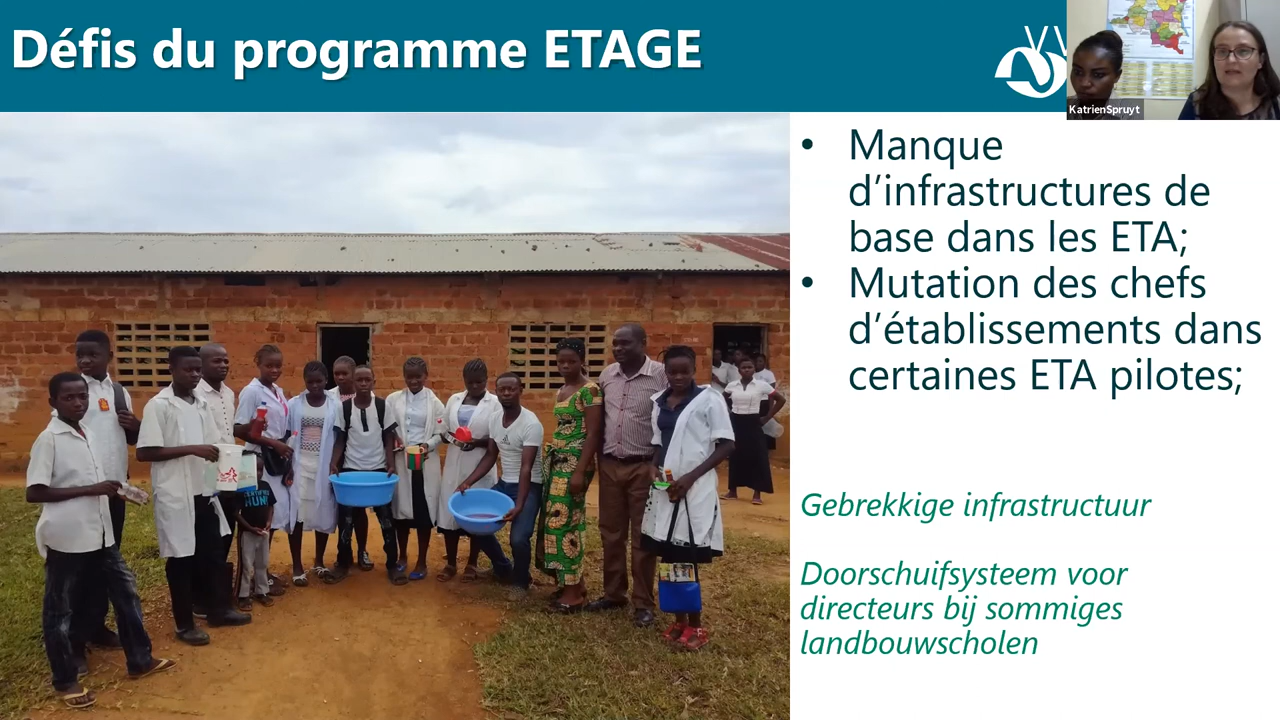 Défis du programme ETAGE
KatrienSpruyt
• Manque
d’infrastructures de
base dans les ETA;
• Mutation des chefs
d’établissements dans
certaines ETA pilotes;
Gebrekkige infrastructuur
Doorschuifsysteem voor
directeurs bij sommiges
landbouwscholen